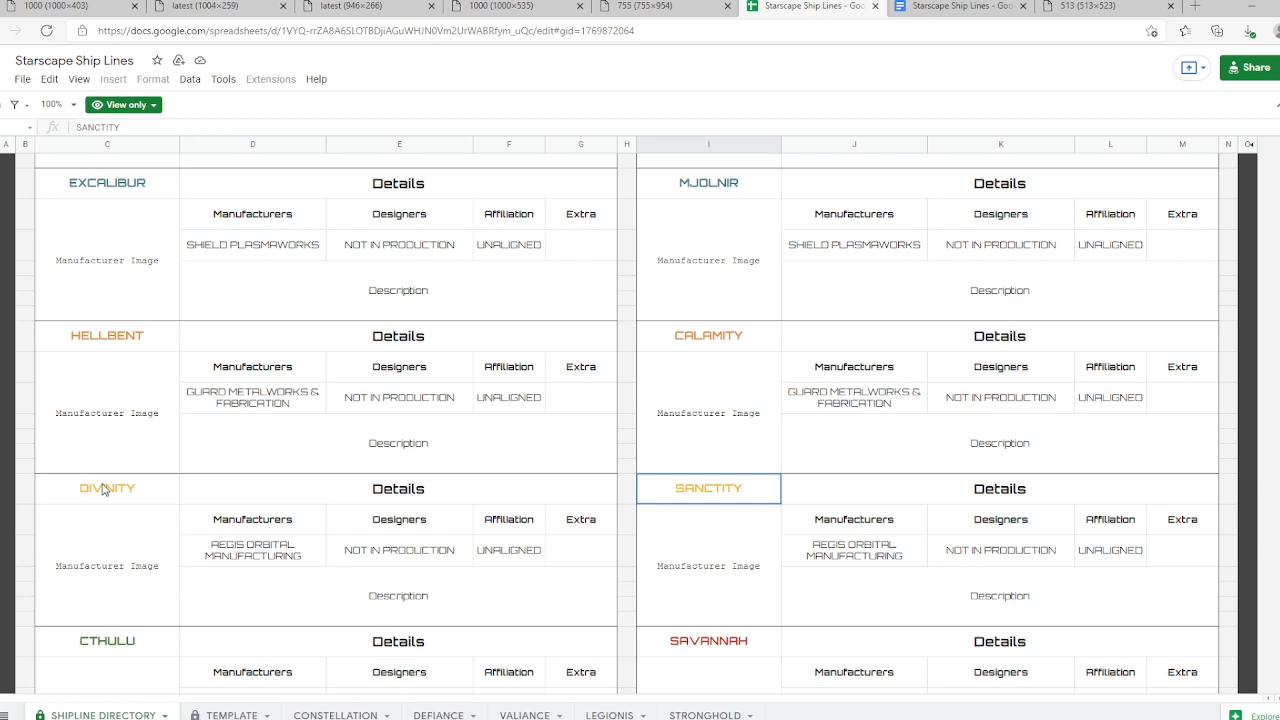 1000 (1000×403)
latest (1004×259)
latest (946×266)
1000 (1000×535)
755 (755×954)
Starscape Ship Lines - Goo
Starscape Ship Lines - Goo
513 (513×523)
https://docs.google.com/spreadsheets/d/1VYQ-rrZA8A6SLOTBDjiAGuWHJN0Vm2UrWABRfym_uQc/edit#gid=1769872064
Starscape Ship Lines
File Edit View Insert Format Data Tools Extensions Help
Share
100% View only
fx SANCTITY
A B C D E F G H I J K L M N O
EXCALIBUR Details MJOLNIR Details
Manufacturers Designers Affiliation Extra Manufacturers Designers Affiliation Extra
SHIELD PLASMAWORKS NOT IN PRODUCTION UNALIGNED SHIELD PLASMAWORKS NOT IN PRODUCTION UNALIGNED
Manufacturer Image Manufacturer Image
Description Description
HELLBENT Details CALAMITY Details
Manufacturers Designers Affiliation Extra Manufacturers Designers Affiliation Extra
GUARD METALWORKS & FABRICATION NOT IN PRODUCTION UNALIGNED GUARD METALWORKS & FABRICATION NOT IN PRODUCTION UNALIGNED
Manufacturer Image Manufacturer Image
Description Description
DIVINITY Details SANCTITY Details
Manufacturers Designers Affiliation Extra Manufacturers Designers Affiliation Extra
AEGIS ORBITAL MANUFACTURING NOT IN PRODUCTION UNALIGNED AEGIS ORBITAL MANUFACTURING NOT IN PRODUCTION UNALIGNED
Manufacturer Image Manufacturer Image
Description Description
CTHULU Details SAVANNAH Details
Manufacturers Designers Affiliation Extra Manufacturers Designers Affiliation Extra
SHIPLINE DIRECTORY TEMPLATE CONSTELLATION DEFIANCE VALIANCE LEGIONIS STRONGHOLD Explore